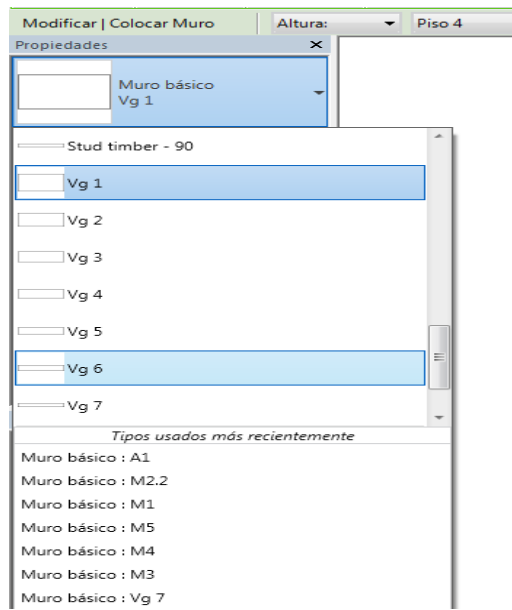 Modificar | Colocar Muro Altura: Piso 4
Propiedades
Muro básico
Vg 1
Stud timber - 90
Vg 1
Vg 2
Vg 3
Vg 4
Vg 5
Vg 6
Vg 7
Tipos usados más recientemente
Muro básico : A1
Muro básico : M2.2
Muro básico : M1
Muro básico : M5
Muro básico : M4
Muro básico : M3
Muro básico : Vg 7